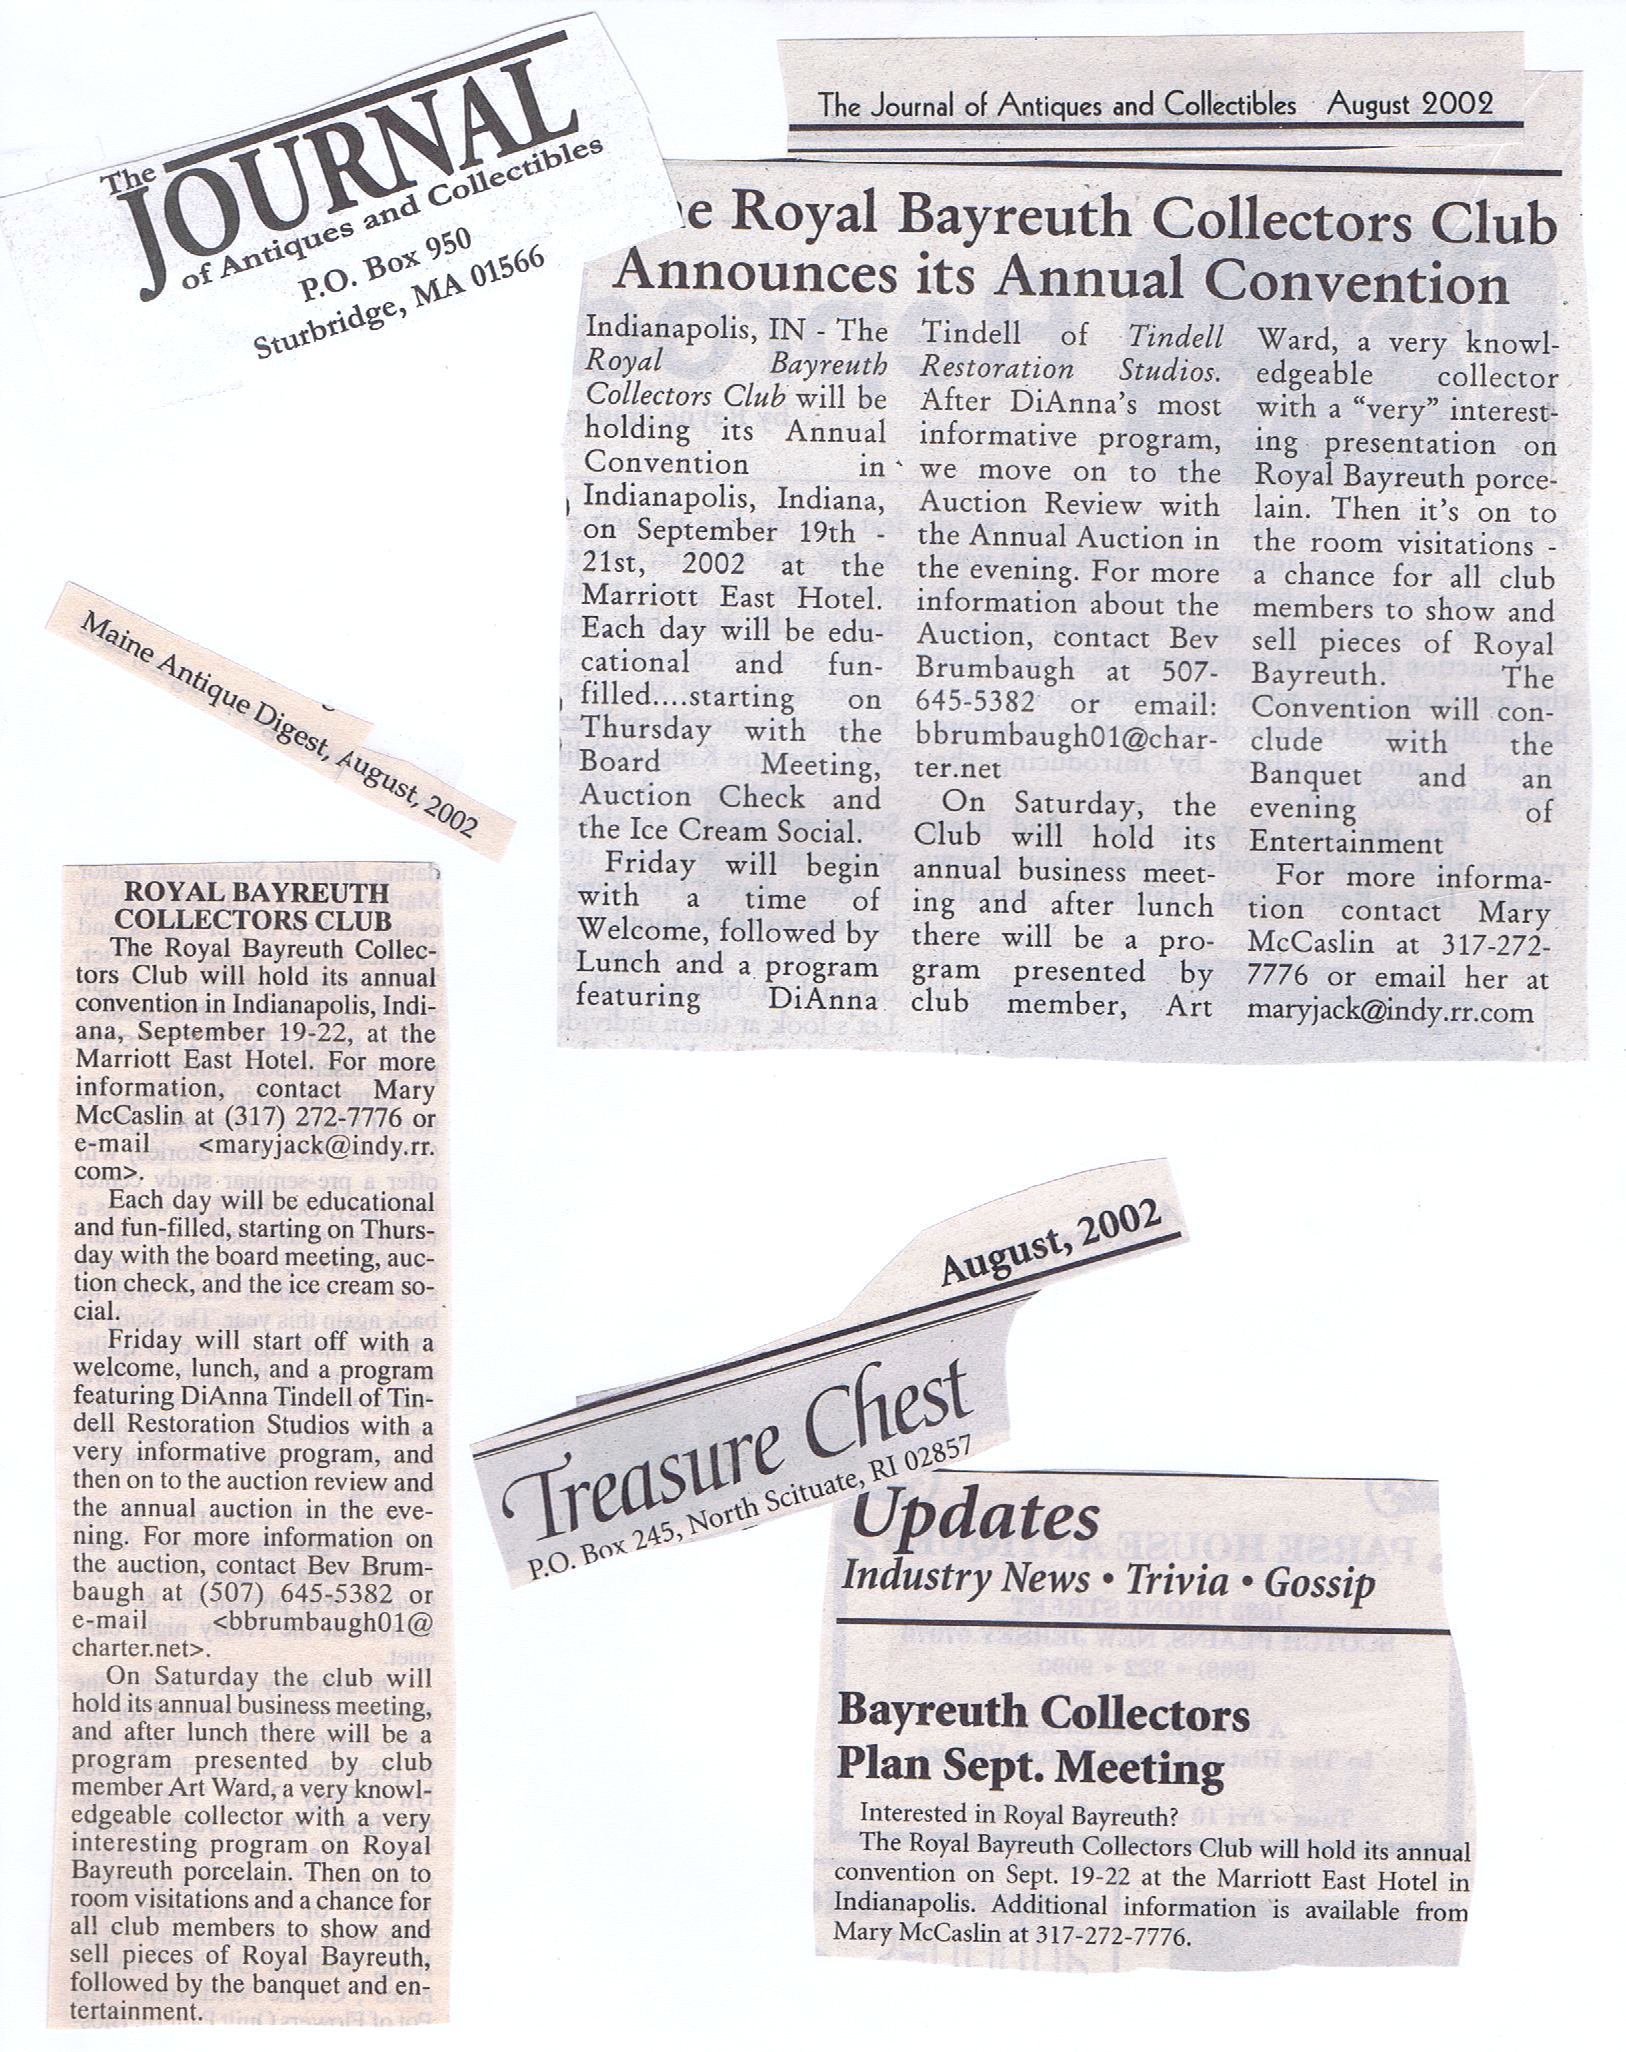 The
JOURNAL
of Antiques and Collectibles
P.O. Box 950
Sturbridge, MA 01566
The Journal of Antiques and Collectibles August 2002
e Royal Bayreuth Collectors Club
Announces its Annual Convention
Indianapolis, IN - The
Royal Bayreuth
Collectors Club will be
holding its Annual
Convention in
Indianapolis, Indiana,
on September 19th -
21st, 2002 at the
Marriott East Hotel.
Each day will be edu-
cational and fun-
filled....starting on
Thursday with the
Board Meeting,
Auction Check and
the Ice Cream Social.
Friday will begin
with a time of
Welcome, followed by
Lunch and a program
featuring DiAnna
Tindell of Tindell
Restoration Studios.
After DiAnna's most
informative program,
we move on to the
Auction Review with
the Annual Auction in
the evening. For more
information about the
Auction, contact Bev
Brumbaugh at 507-
645-5382 or email:
bbrumbaugh01@char-
ter.net
On Saturday, the
Club will hold its
annual business meet-
ing and after lunch
there will be a pro-
gram presented by
club member, Art
Ward, a very knowl-
edgeable collector
with a “very” interest-
ing presentation on
Royal Bayreuth porce-
lain. Then it's on to
the room visitations -
a chance for all club
members to show and
sell pieces of Royal
Bayreuth. The
Convention will con-
clude with the
Banquet and an
evening of
Entertainment
For more informa-
tion contact Mary
McCaslin at 317-272-
7776 or email her at
maryjack@indy.rr.com
Maine Antique Digest, August, 2002
ROYAL BAYREUTH
COLLECTORS CLUB
The Royal Bayreuth Collec-
tors Club will hold its annual
convention in Indianapolis, Indi-
ana, September 19-22, at the
Marriott East Hotel. For more
information, contact Mary
McCaslin at (317) 272-7776 or
e-mail <maryjack@indy.rr.
com>.
Each day will be educational
and fun-filled, starting on Thurs-
day with the board meeting, auc-
tion check, and the ice cream so-
cial.
Friday will start off with a
welcome, lunch, and a program
featuring DiAnna Tindell of Tin-
dell Restoration Studios with a
very informative program, and
then on to the auction review and
the annual auction in the eve-
ning. For more information on
the auction, contact Bev Brum-
baugh at (507) 645-5382 or
e-mail <bbrumbaugh01@
charter.net>.
On Saturday the club will
hold its annual business meeting,
and after lunch there will be a
program presented by club
member Art Ward, a very knowl-
edgeable collector with a very
interesting program on Royal
Bayreuth porcelain. Then on to
room visitations and a chance for
all club members to show and
sell pieces of Royal Bayreuth,
followed by the banquet and en-
tertainment.
August, 2002
Treasure Chest
P.O. Box 245, North Scituate, RI 02857
Updates
Industry News • Trivia • Gossip
Bayreuth Collectors
Plan Sept. Meeting
Interested in Royal Bayreuth?
The Royal Bayreuth Collectors Club will hold its annual
convention on Sept. 19-22 at the Marriott East Hotel in
Indianapolis. Additional information is available from
Mary McCaslin at 317-272-7776.